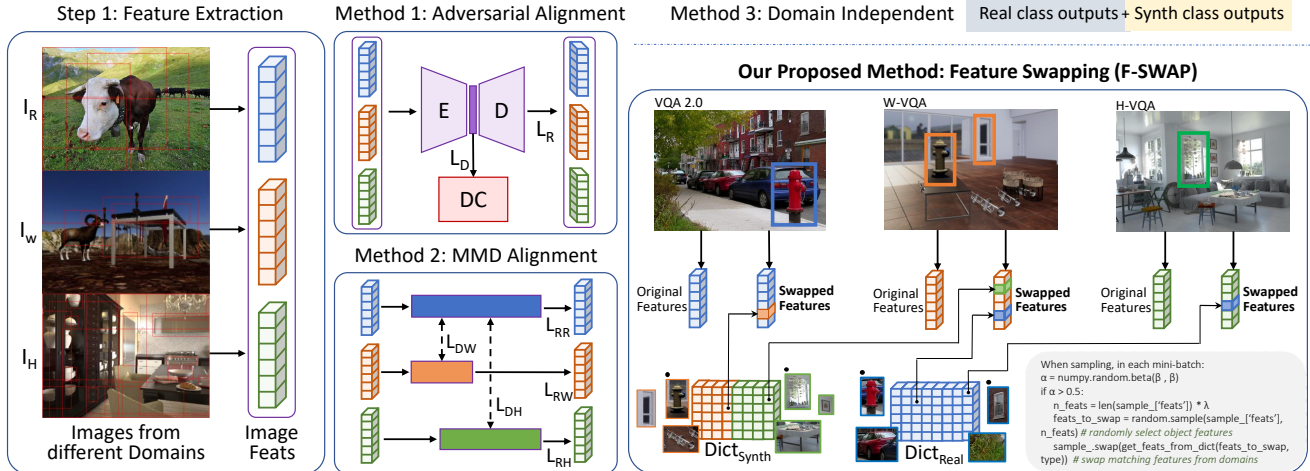 Step 1: Feature Extraction
I_R
I_W
I_H
Images from
different Domains
Image
Feats
Method 1: Adversarial Alignment
E
D
L_R
L_D
DC
Method 2: MMD Alignment
L_RR
L_DW
L_RW
L_DH
L_RH
Method 3: Domain Independent
Real class outputs + Synth class outputs
Our Proposed Method: Feature Swapping (F-SWAP)
VQA 2.0
W-VQA
H-VQA
Original
Features
Swapped
Features
Original
Features
Swapped
Features
Original
Features
Swapped
Features
Dict_Synth
Dict_Real
When sampling, in each mini-batch:
α = numpy.random.beta(β , β)
if α > 0.5:
n_feats = len(sample_['feats']) * λ
feats_to_swap = random.sample(sample_['feats'],
n_feats) # randomly select object features
sample_.swap(get_feats_from_dict(feats_to_swap,
type)) # swap matching features from domains